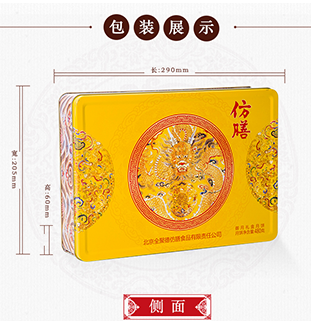 包装展示
长:290mm
宽:205mm
高:60mm
仿膳
北京全聚德仿膳食品有限责任公司
侧面